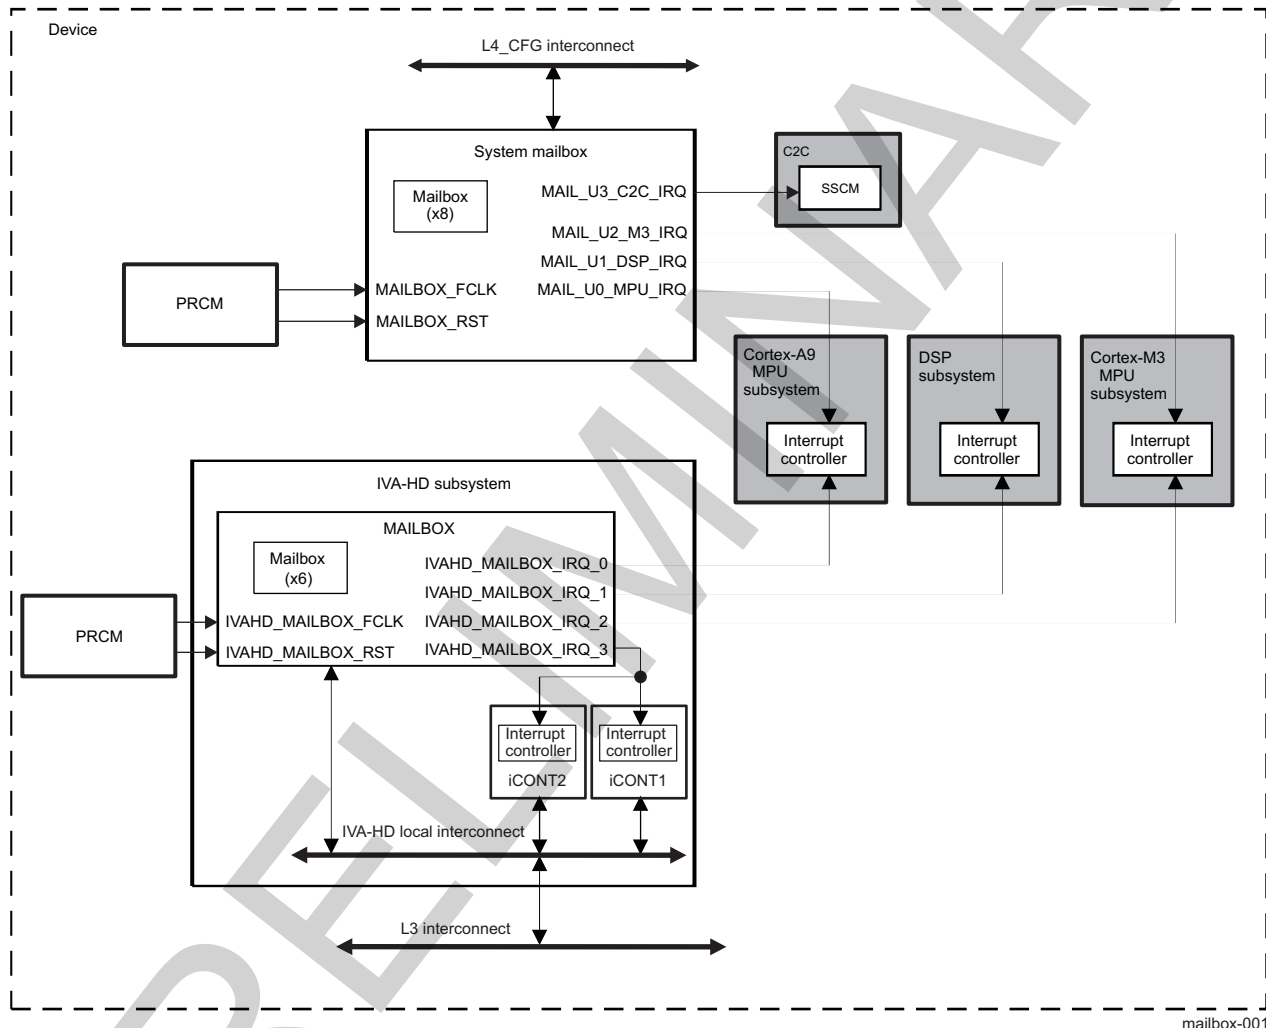 Device
L4_CFG interconnect
System mailbox
Mailbox
(x8)
MAIL_U3_C2C_IRQ
MAIL_U2_M3_IRQ
MAIL_U1_DSP_IRQ
MAIL_U0_MPU_IRQ
MAILBOX_FCLK
MAILBOX_RST
PRCM
C2C
SSCM
Cortex-A9
MPU
subsystem
Interrupt
controller
DSP
subsystem
Interrupt
controller
Cortex-M3
MPU
subsystem
Interrupt
controller
IVA-HD subsystem
MAILBOX
Mailbox
(x6)
IVAHD_MAILBOX_IRQ_0
IVAHD_MAILBOX_IRQ_1
IVAHD_MAILBOX_IRQ_2
IVAHD_MAILBOX_IRQ_3
IVAHD_MAILBOX_FCLK
IVAHD_MAILBOX_RST
PRCM
Interrupt
controller
iCONT2
Interrupt
controller
iCONT1
IVA-HD local interconnect
L3 interconnect
mailbox-001
RELIMINAR